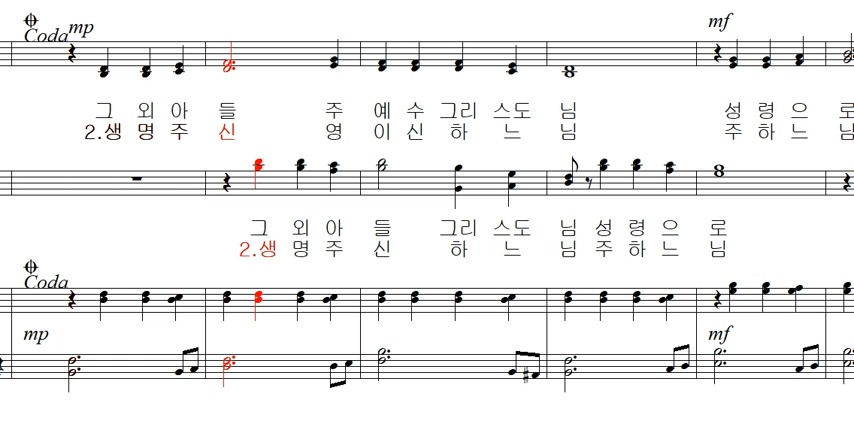 Coda mp mf
그 외 아 들 주 예 수 그리 스도 님 성 령 으 로
2.생 명 주 신 영 이 신 하 느 님 주 하 느 님
그 외 아 들 그리 스도 님 성 령 으 로
2.생 명 주 신 하 느 님 주 하 느 님
Coda
mp mf